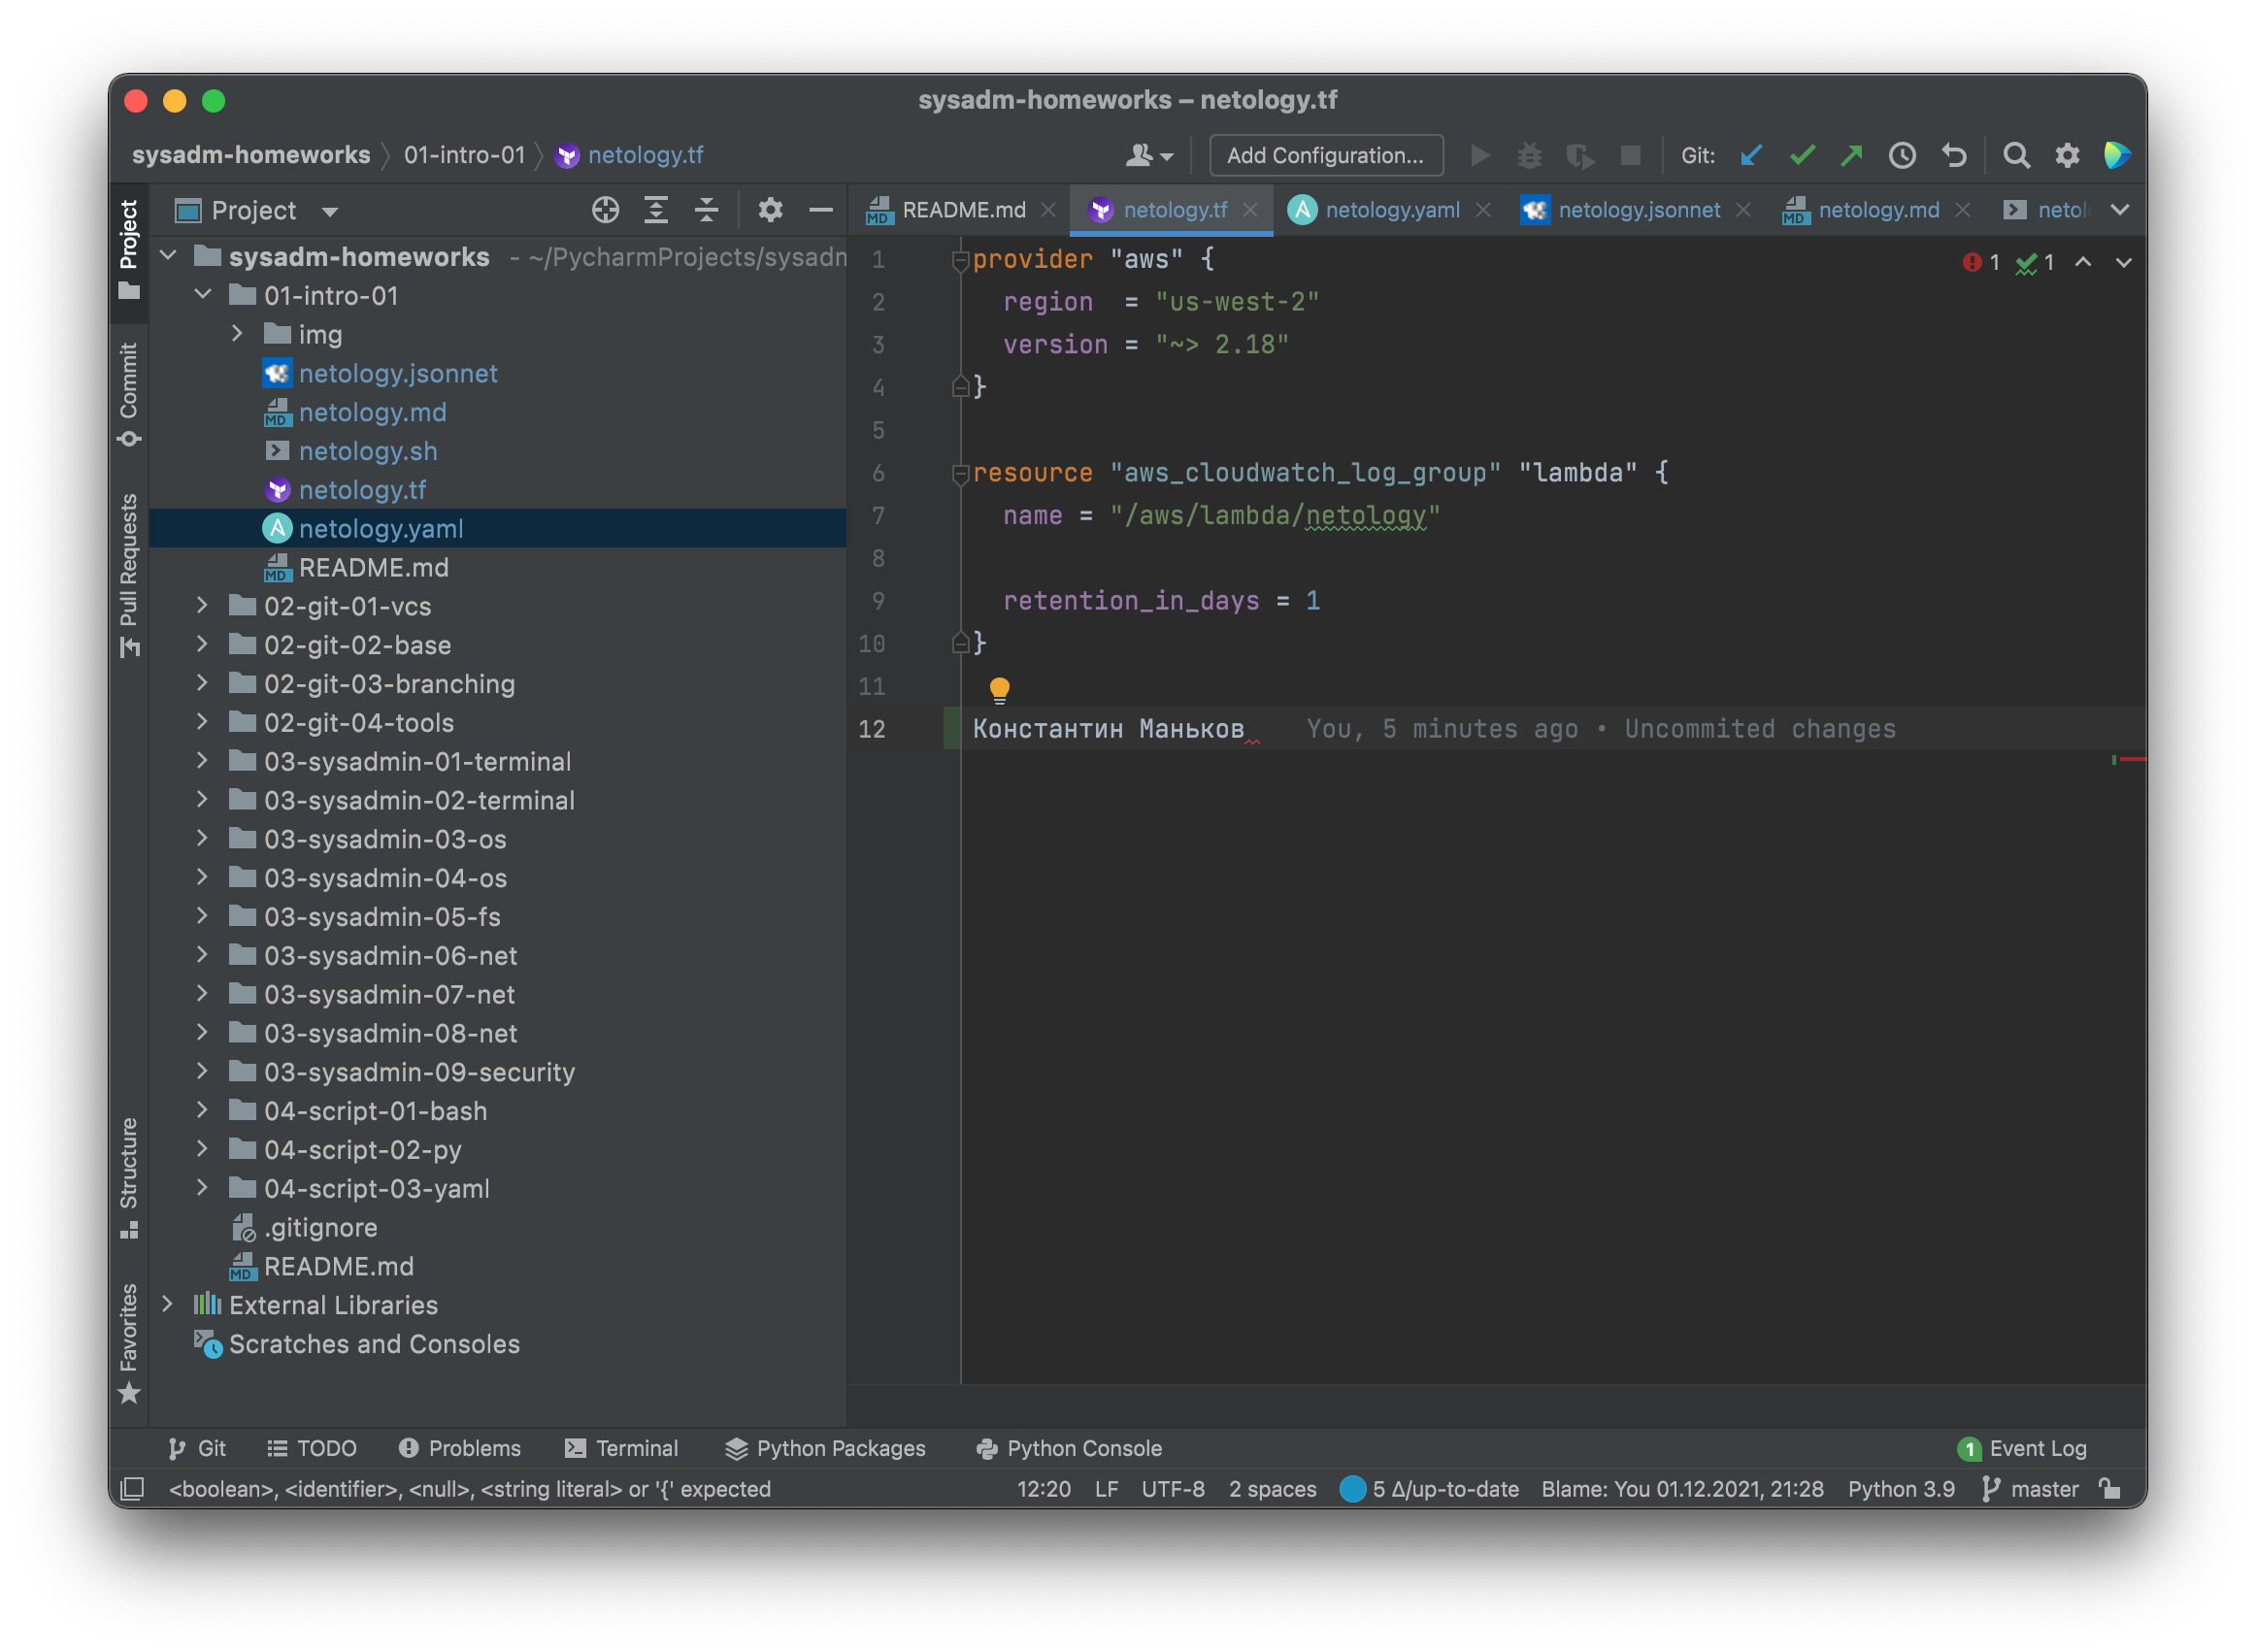 sysadm-homeworks – netology.tf
sysadm-homeworks 01-intro-01 netology.tf
Add Configuration...
Git:
Project
README.md
netology.tf
netology.yaml
netology.jsonnet
netology.md
Project
Commit
Pull Requests
Structure
Favorites
sysadm-homeworks - ~/PycharmProjects/sysadm
01-intro-01
img
netology.jsonnet
netology.md
netology.sh
netology.tf
netology.yaml
README.md
02-git-01-vcs
02-git-02-base
02-git-03-branching
02-git-04-tools
03-sysadmin-01-terminal
03-sysadmin-02-terminal
03-sysadmin-03-os
03-sysadmin-04-os
03-sysadmin-05-fs
03-sysadmin-06-net
03-sysadmin-07-net
03-sysadmin-08-net
03-sysadmin-09-security
04-script-01-bash
04-script-02-py
04-script-03-yaml
.gitignore
README.md
External Libraries
Scratches and Consoles
1 provider "aws" {
2 region = "us-west-2"
3 version = "~> 2.18"
4 }
5
6 resource "aws_cloudwatch_log_group" "lambda" {
7 name = "/aws/lambda/netology"
8
9 retention_in_days = 1
10 }
11
12 Константин Маньков You, 5 minutes ago • Uncommited changes
1 1
Git TODO Problems Terminal Python Packages Python Console 1 Event Log
<boolean>, <identifier>, <null>, <string literal> or '{' expected 12:20 LF UTF-8 2 spaces 5 Δ/up-to-date Blame: You 01.12.2021, 21:28 Python 3.9 master